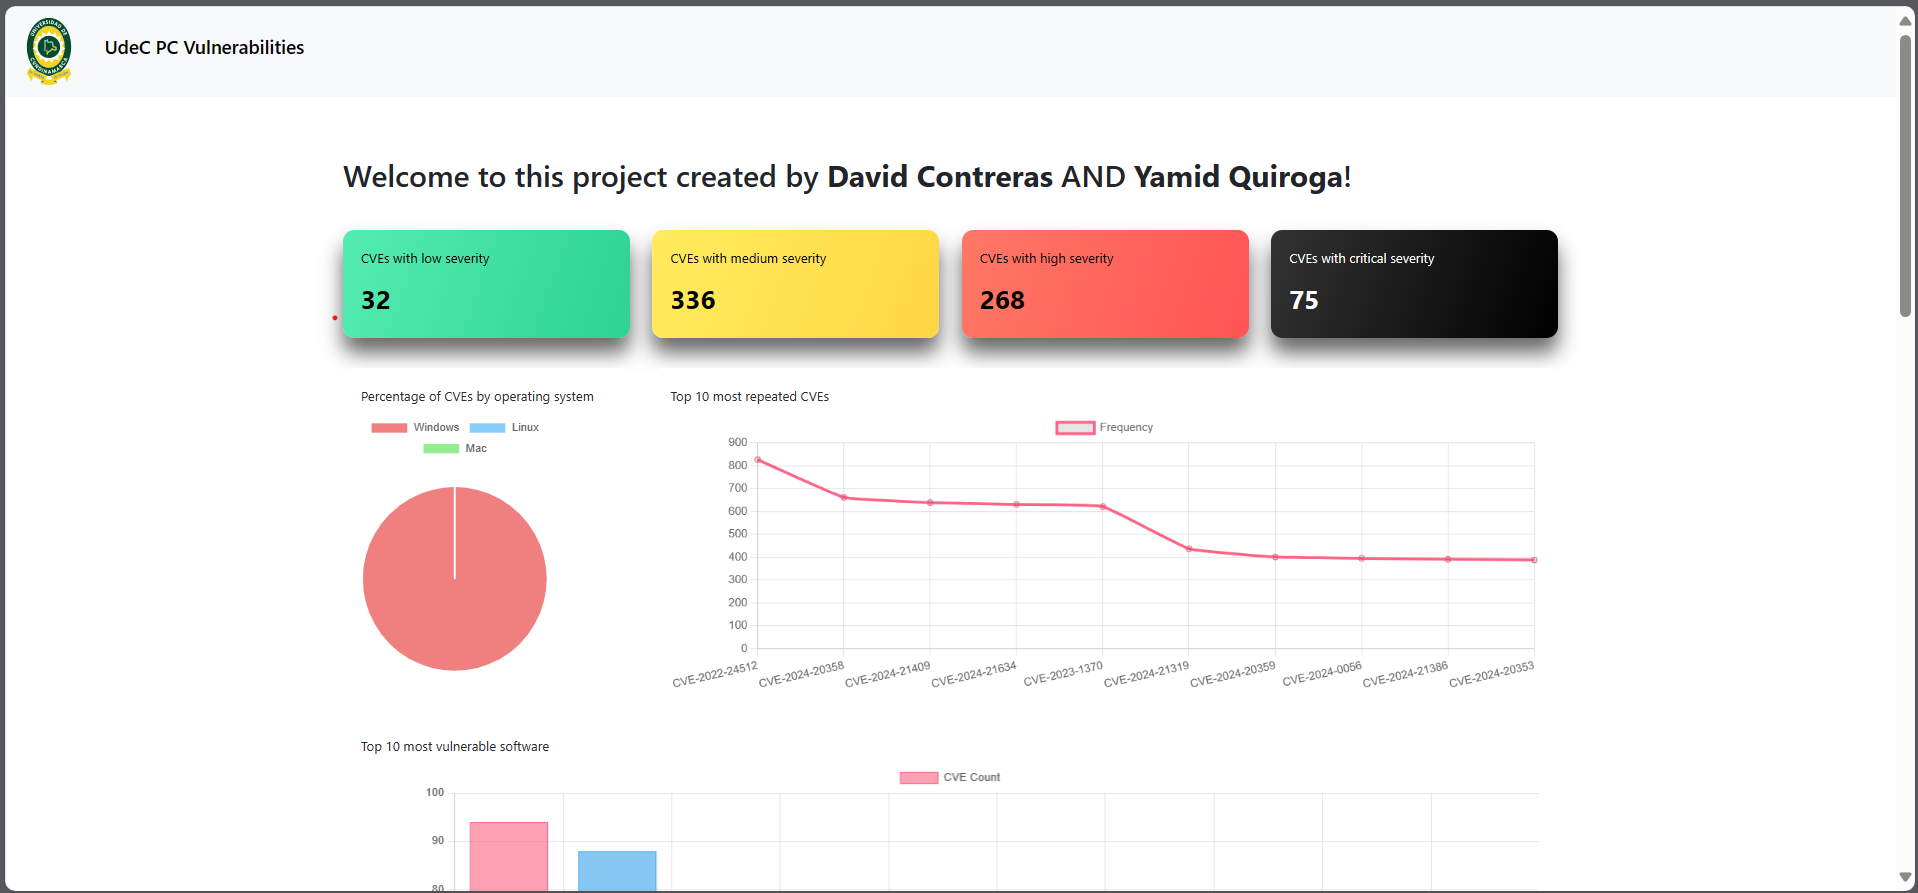 UNIVERSIDAD DE
CUNDINAMARCA
UdeC PC Vulnerabilities
Welcome to this project created by David Contreras AND Yamid Quiroga!
CVEs with low severity
32
CVEs with medium severity
336
CVEs with high severity
268
CVEs with critical severity
75
Percentage of CVEs by operating system
Windows
Linux
Mac
Top 10 most repeated CVEs
Frequency
900
800
700
600
500
400
300
200
100
0
CVE-2022-24512
CVE-2024-20358
CVE-2024-21409
CVE-2024-21634
CVE-2023-1370
CVE-2024-21319
CVE-2024-20359
CVE-2024-0056
CVE-2024-21386
CVE-2024-20353
Top 10 most vulnerable software
CVE Count
100
90
80